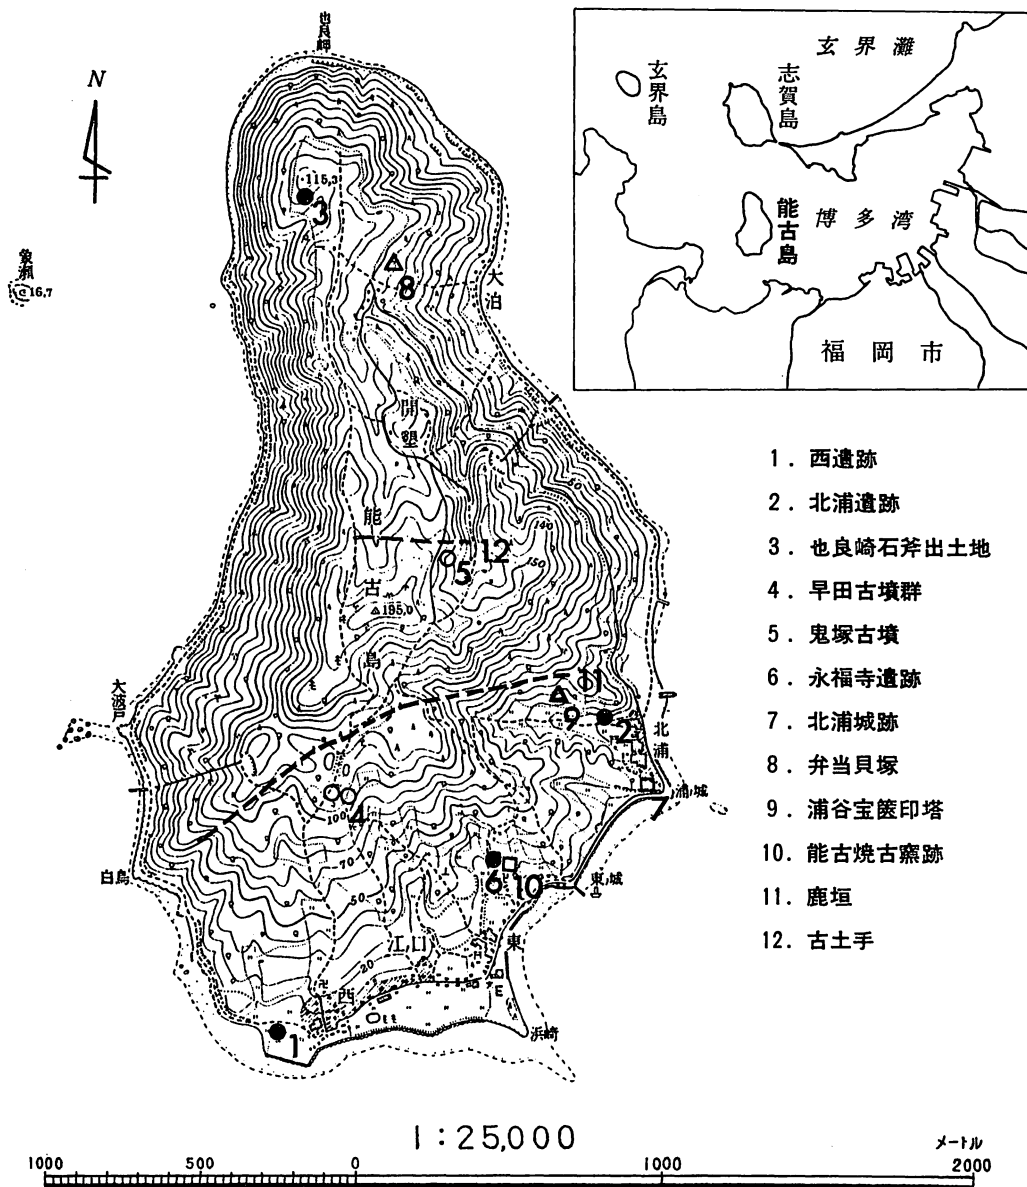 也良岬
N
玄界灘
玄界島
志賀島
能古島
博多湾
福岡市
・115,3
3
象瀬
16.7
8
大泊
開墾
能古島
12
5
150
140
△195,0
11
9
2
北浦
大波戸
7
浦ノ城
4
100
70
50
20
6
10
東ノ城
白鳥
東
西
1
浜崎
1. 西遺跡
2. 北浦遺跡
3. 也良崎石斧出土地
4. 早田古墳群
5. 鬼塚古墳
6. 永福寺遺跡
7. 北浦城跡
8. 弁当貝塚
9. 浦谷宝篋印塔
10. 能古焼古窯跡
11. 鹿垣
12. 古土手
1:25,000
メートル
1000 500 0 1000 2000